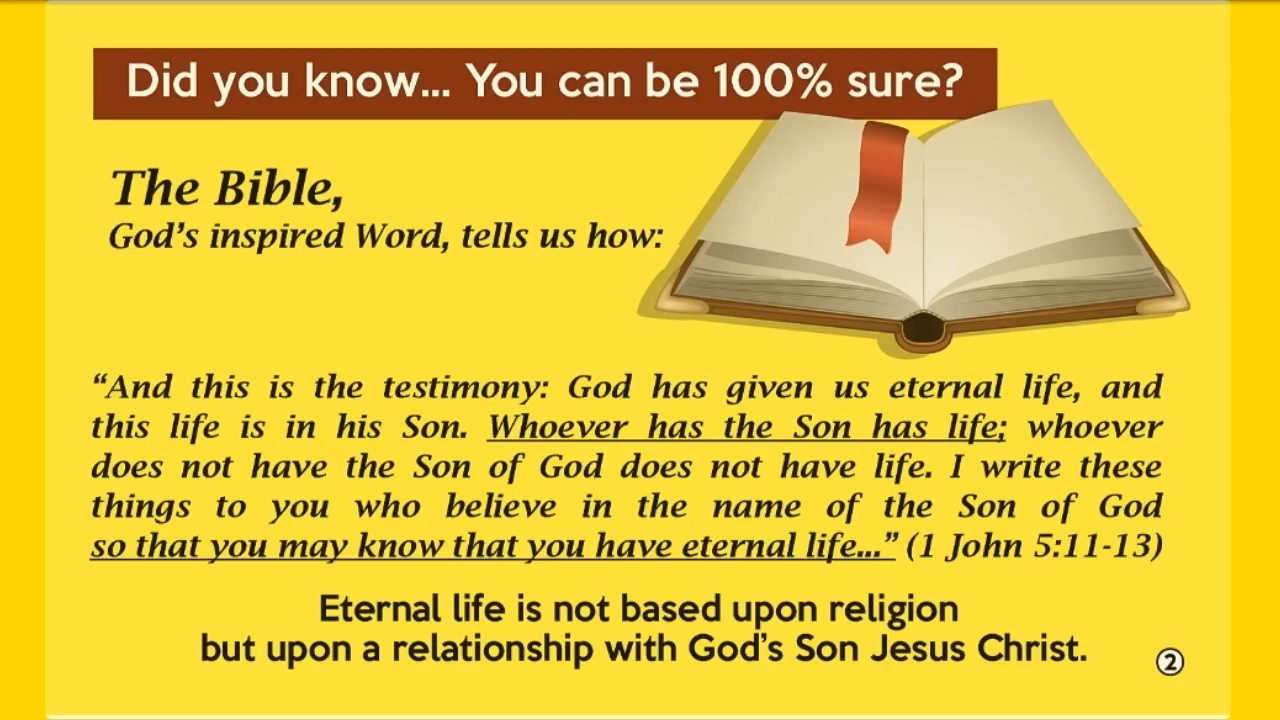 Did you know... You can be 100% sure?
The Bible,
God's inspired Word, tells us how:
“And this is the testimony: God has given us eternal life, and
this life is in his Son. Whoever has the Son has life; whoever
does not have the Son of God does not have life. I write these
things to you who believe in the name of the Son of God
so that you may know that you have eternal life...” (1 John 5:11-13)
Eternal life is not based upon religion
but upon a relationship with God's Son Jesus Christ.
②